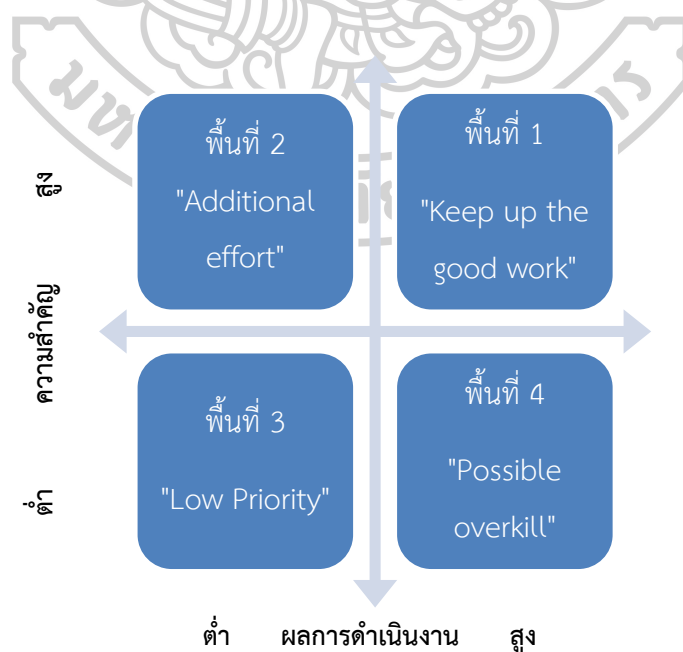 พื้นที่ 2
"Additional
effort"
พื้นที่ 1
"Keep up the
good work"
สูง
ความสำคัญ
ต่ำ
พื้นที่ 3
"Low Priority"
พื้นที่ 4
"Possible
overkill"
ต่ำ ผลการดำเนินงาน สูง